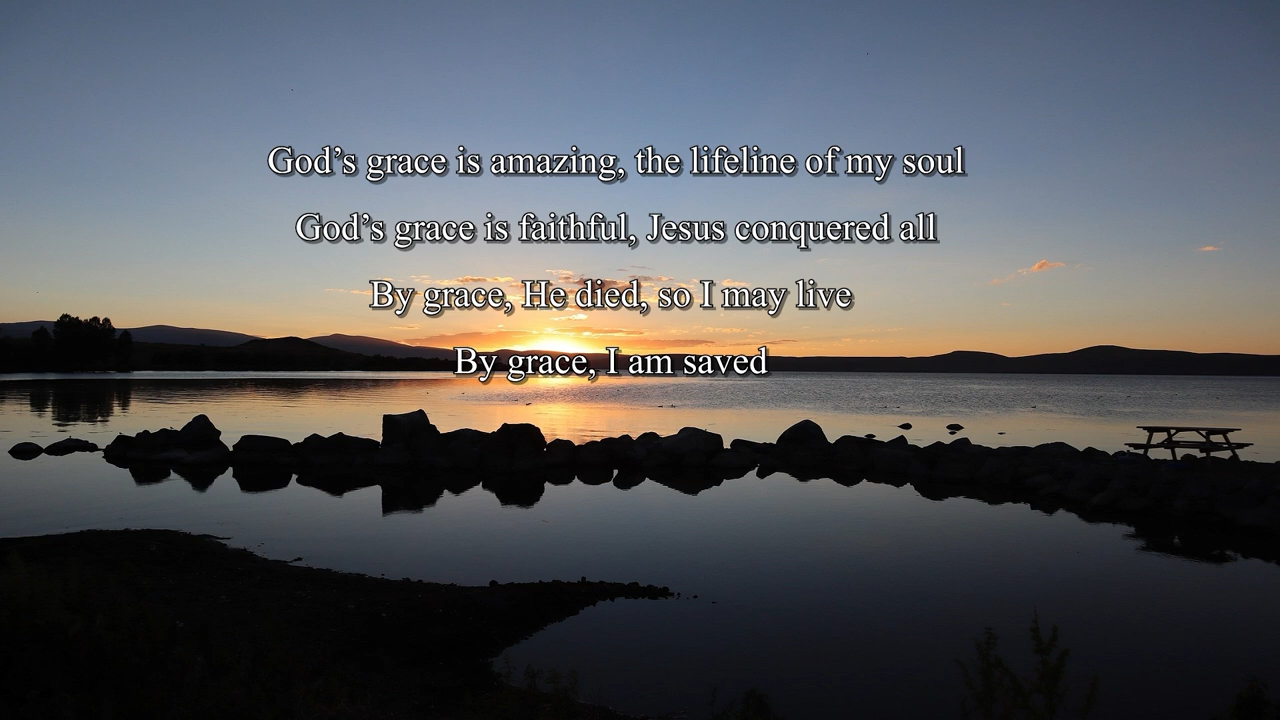 God’s grace is amazing, the lifeline of my soul
God’s grace is faithful, Jesus conquered all
By grace, He died, so I may live
By grace, I am saved